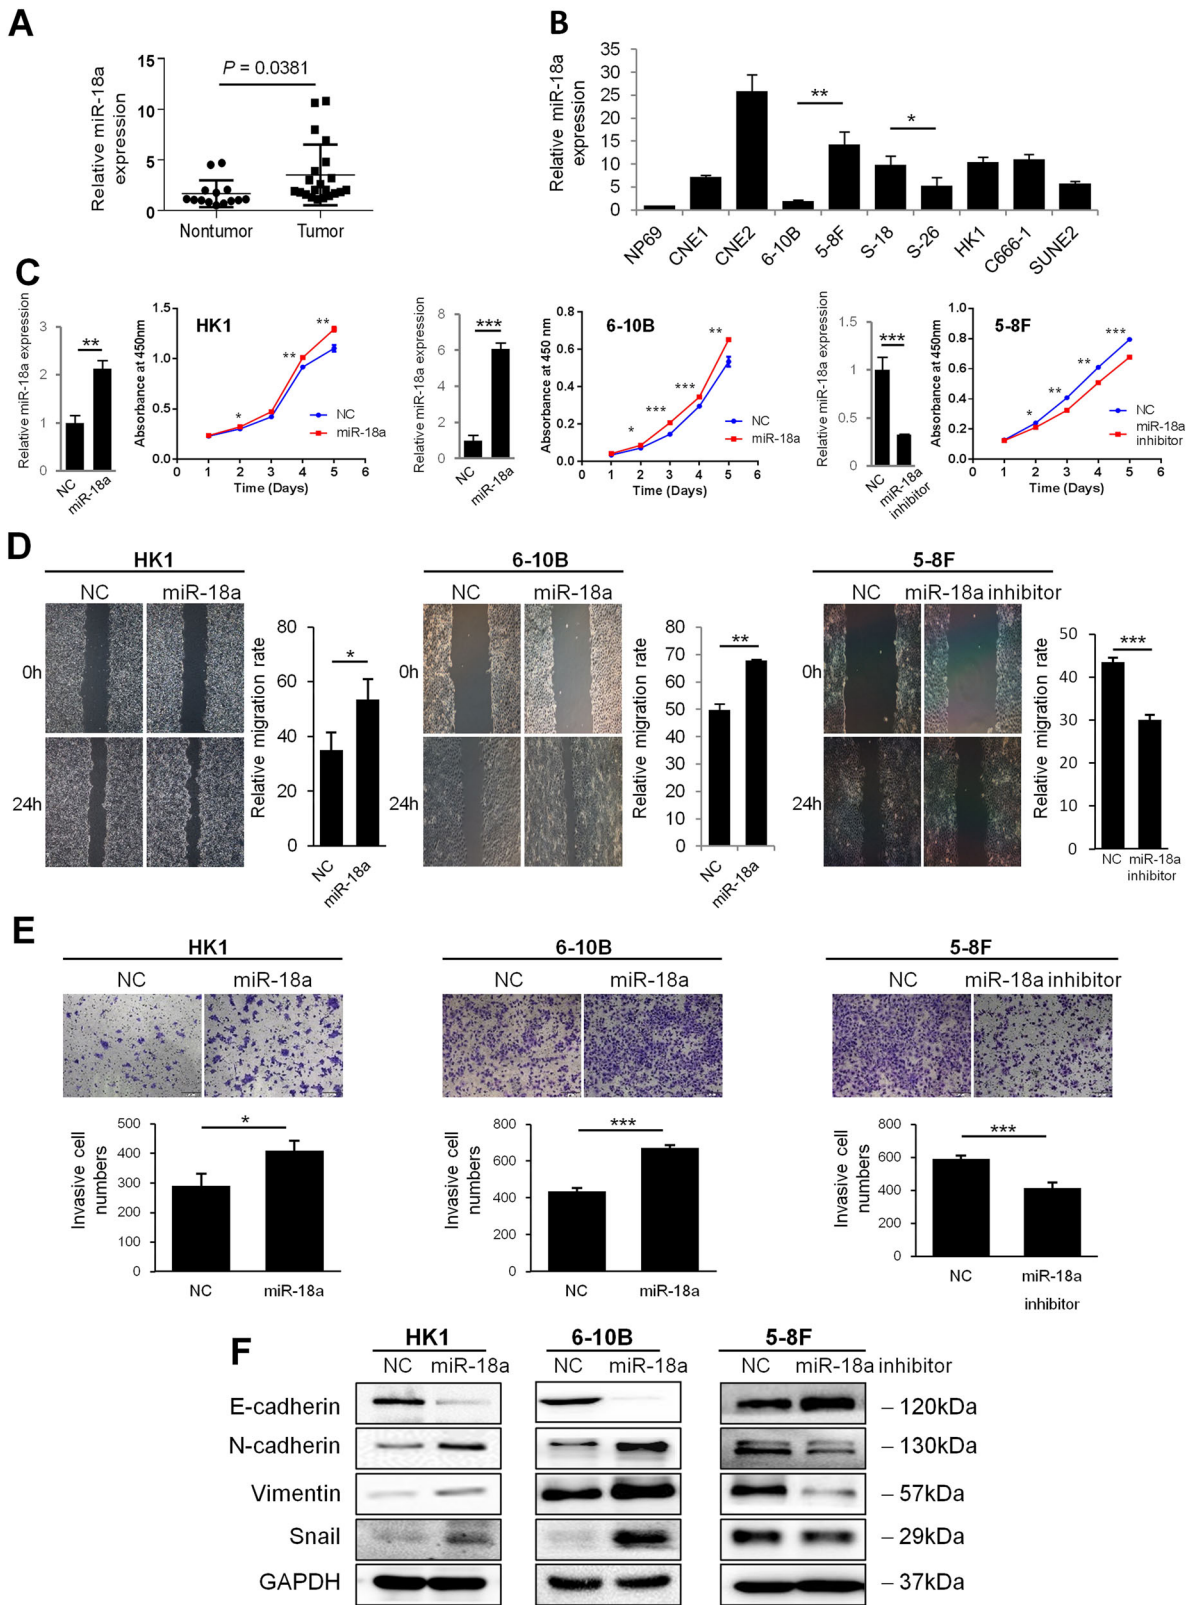 A
Relative miR-18a
expression
15
10
5
0
P = 0.0381
Nontumor
Tumor
B
Relative miR-18a
expression
35
30
25
20
15
10
5
0
**
*
NP69
CNE1
CNE2
6-10B
5-8F
S-18
S-26
HK1
C666-1
SUNE2
C
Relative miR-18a expression
3
2
1
0
**
NC
miR-18a
HK1
Absorbance at 450nm
1.5
1.0
0.5
0.0
* ** **
NC
miR-18a
0 1 2 3 4 5 6
Time (Days)
Relative miR-18a expression
8
6
4
2
0
***
NC
miR-18a
6-10B
Absorbance at 450 nm
0.8
0.6
0.4
0.2
0.0
* *** *** **
NC
miR-18a
0 1 2 3 4 5 6
Time (Days)
Relative miR-18a expression
1.5
1
0.5
0
***
NC
miR-18a
inhibitor
5-8F
Absorbance at 450nm
1.0
0.8
0.6
0.4
0.2
0.0
* ** ** ***
NC
miR-18a
inhibitor
0 1 2 3 4 5 6
Time (Days)
D
HK1
NC miR-18a
0h
24h
Relative migration rate
80
60
40
20
0
*
NC
miR-18a
6-10B
NC miR-18a
0h
24h
Relative migration rate
80
70
60
50
40
30
20
10
0
**
NC
miR-18a
5-8F
NC miR-18a inhibitor
0h
24h
Relative migration rate
50
40
30
20
10
0
***
NC miR-18a
inhibitor
E
HK1
NC miR-18a
Invasive cell
numbers
500
400
300
200
100
0
*
NC miR-18a
6-10B
NC miR-18a
Invasive cell
numbers
800
600
400
200
0
***
NC miR-18a
5-8F
NC miR-18a inhibitor
Invasive cell
numbers
800
600
400
200
0
***
NC miR-18a
inhibitor
F
HK1 6-10B 5-8F
NC miR-18a NC miR-18a NC miR-18a inhibitor
E-cadherin – 120kDa
N-cadherin – 130kDa
Vimentin – 57kDa
Snail – 29kDa
GAPDH – 37kDa